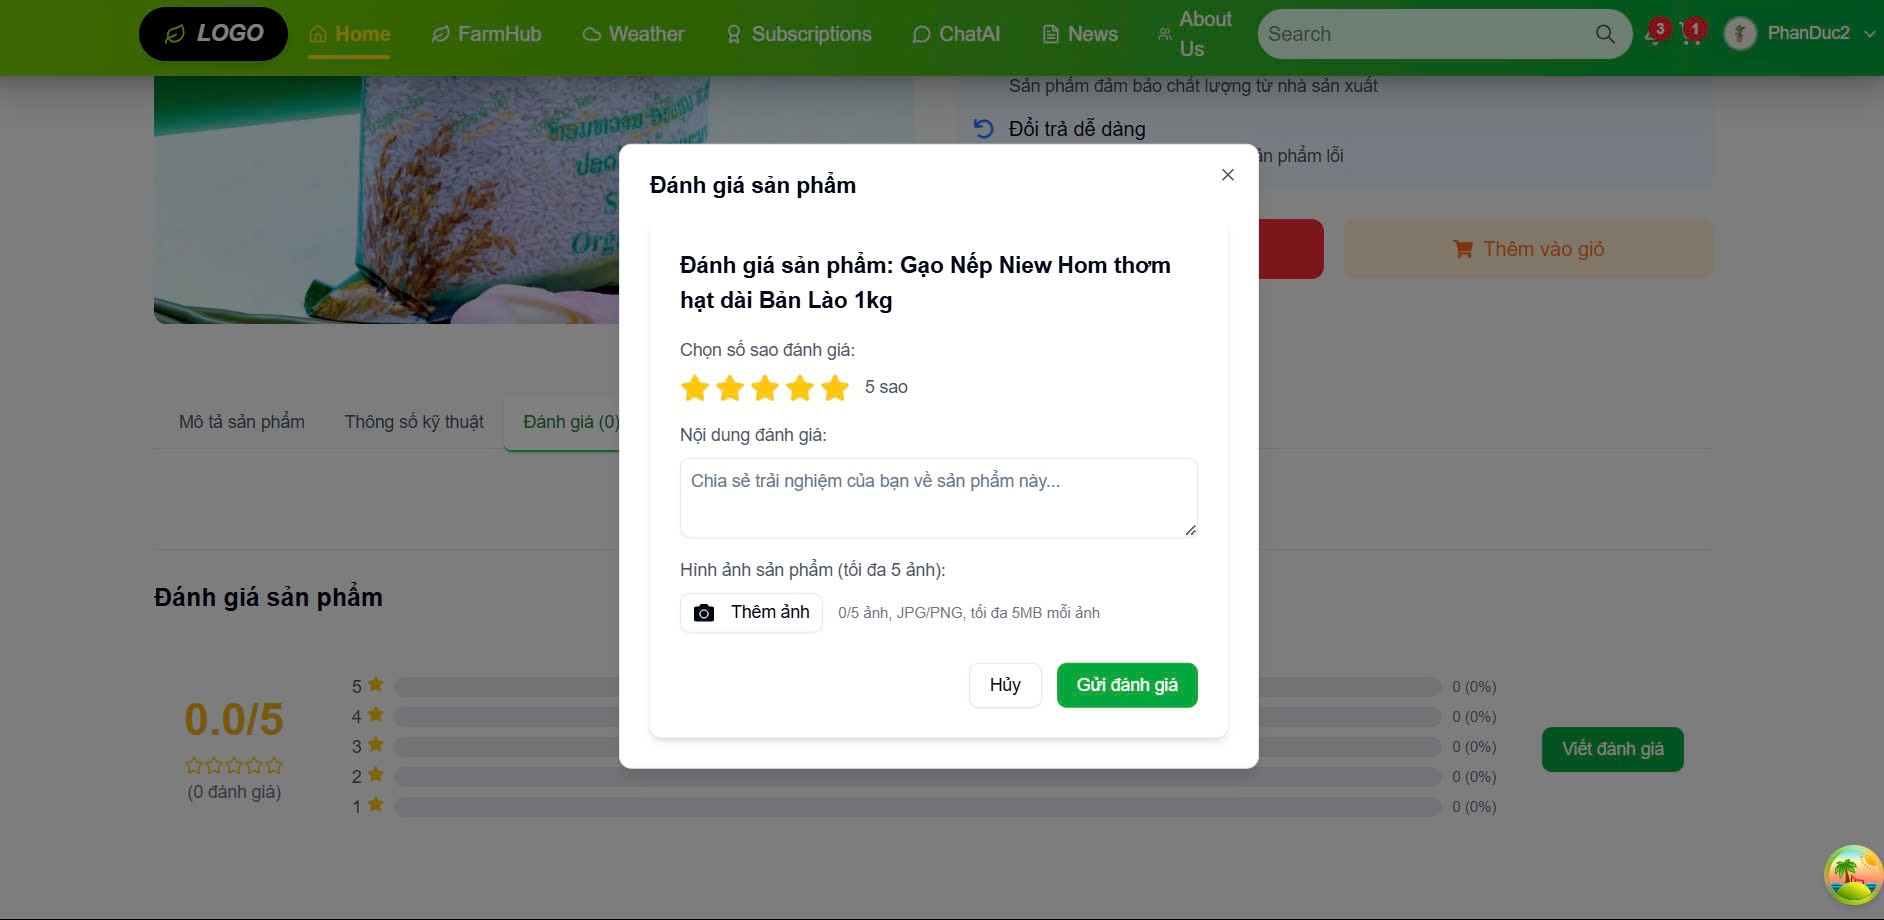 LOGO
Home
FarmHub
Weather
Subscriptions
ChatAI
News
About
Us
Search
3
1
PhanDuc2
Sản phẩm đảm bảo chất lượng từ nhà sản xuất
Đổi trả dễ dàng
ản phẩm lỗi
Thêm vào giỏ
Đánh giá sản phẩm
Đánh giá sản phẩm: Gạo Nếp Niew Hom thơm
hạt dài Bản Lào 1kg
Chọn số sao đánh giá:
5 sao
Nội dung đánh giá:
Chia sẻ trải nghiệm của bạn về sản phẩm này...
Hình ảnh sản phẩm (tối đa 5 ảnh):
Thêm ảnh
0/5 ảnh, JPG/PNG, tối đa 5MB mỗi ảnh
Hủy
Gửi đánh giá
Mô tả sản phẩm
Thông số kỹ thuật
Đánh giá (0)
Đánh giá sản phẩm
0.0/5
(0 đánh giá)
5
0 (0%)
4
0 (0%)
3
0 (0%)
2
0 (0%)
1
0 (0%)
Viết đánh giá